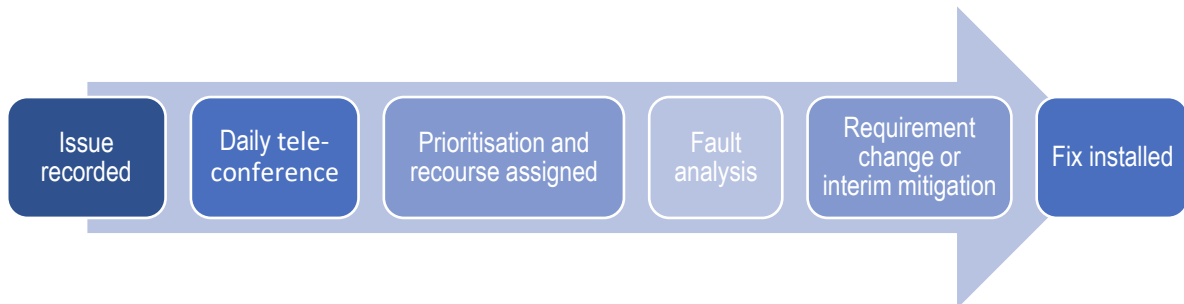 Issue
recorded
Daily tele-
conference
Prioritisation and
recourse assigned
Fault
analysis
Requirement
change or
interim mitigation
Fix installed